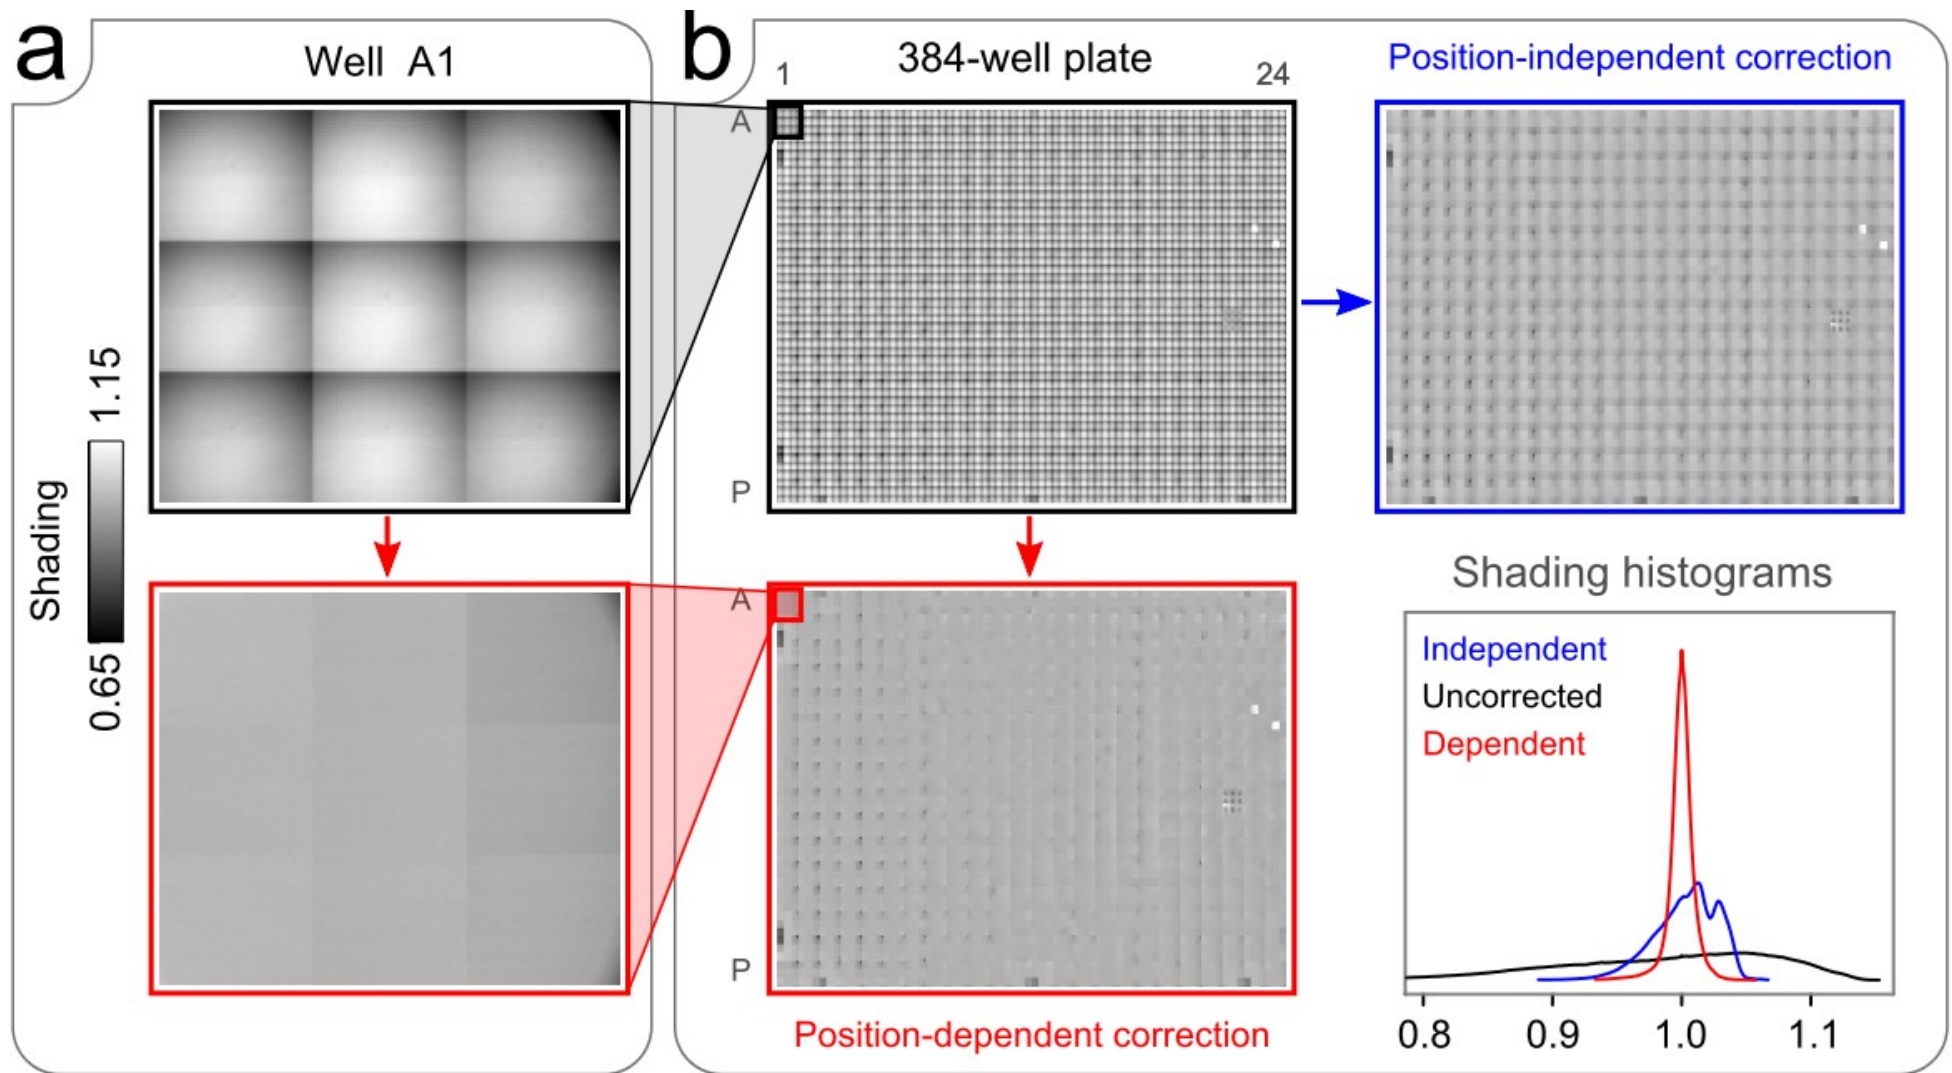 a
Well A1
Shading
0.65
1.15
b
384-well plate
1
24
A
P
Position-independent correction
A
P
Position-dependent correction
Shading histograms
Independent
Uncorrected
Dependent
0.8
0.9
1.0
1.1